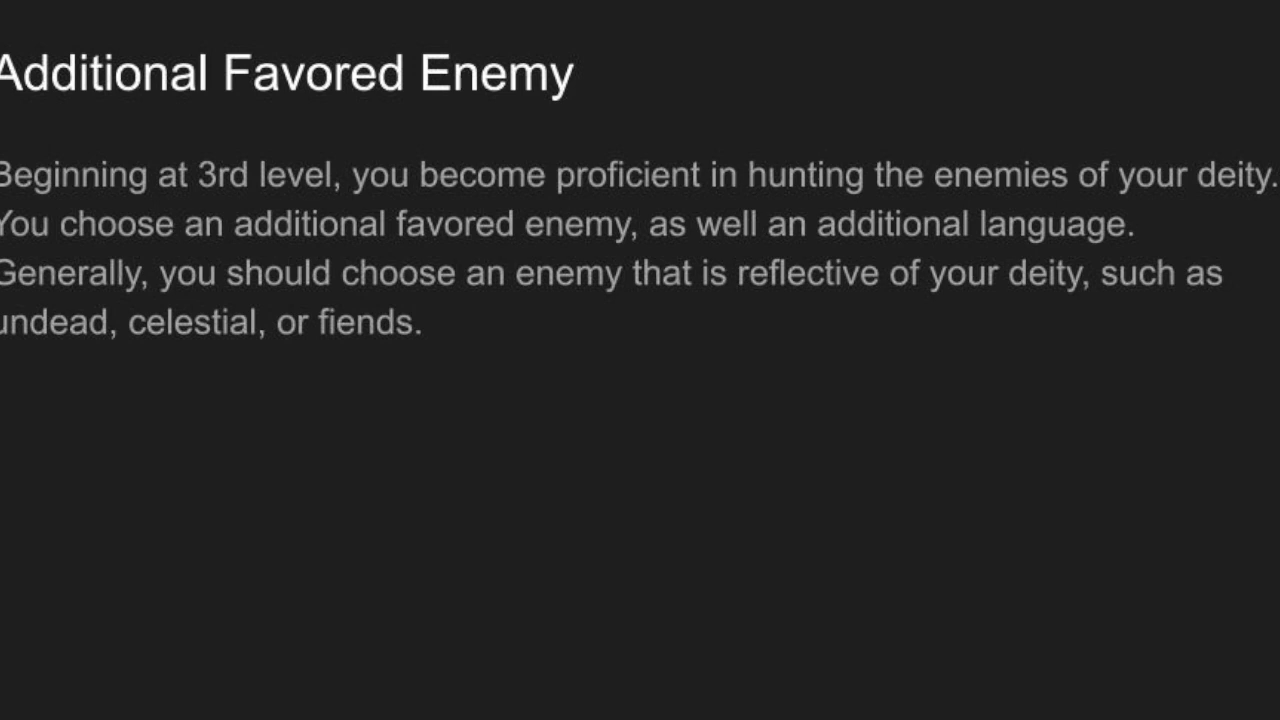 Additional Favored Enemy
Beginning at 3rd level, you become proficient in hunting the enemies of your deity.
You choose an additional favored enemy, as well an additional language.
Generally, you should choose an enemy that is reflective of your deity, such as
undead, celestial, or fiends.